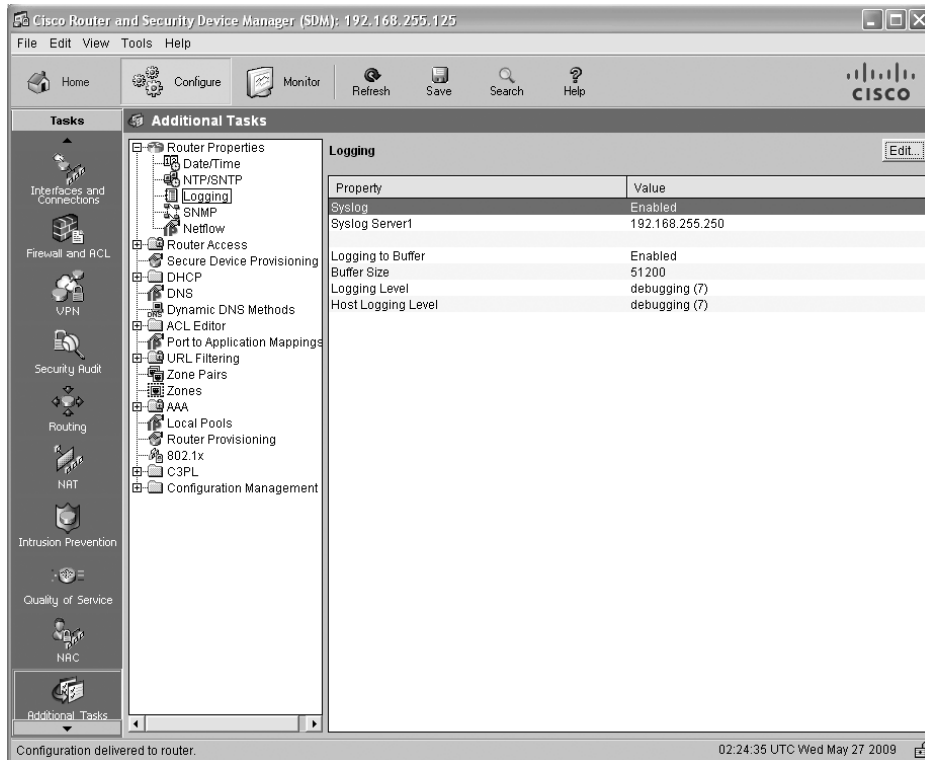 Cisco Router and Security Device Manager (SDM): 192.168.255.125
File Edit View Tools Help
Home Configure Monitor Refresh Save Search Help
CISCO
Tasks
Additional Tasks
Interfaces and
Connections
Firewall and ACL
VPN
Security Audit
Routing
NAT
Intrusion Prevention
Quality of Service
NAC
Additional Tasks
Router Properties
Date/Time
NTP/SNTP
Logging
SNMP
Netflow
Router Access
Secure Device Provisioning
DHCP
DNS
Dynamic DNS Methods
ACL Editor
Port to Application Mappings
URL Filtering
Zone Pairs
Zones
AAA
Local Pools
Router Provisioning
802.1x
C3PL
Configuration Management
Logging
Edit...
Property Value
Syslog Enabled
Syslog Server1 192.168.255.250
Logging to Buffer Enabled
Buffer Size 51200
Logging Level debugging (7)
Host Logging Level debugging (7)
Configuration delivered to router.
02:24:35 UTC Wed May 27 2009